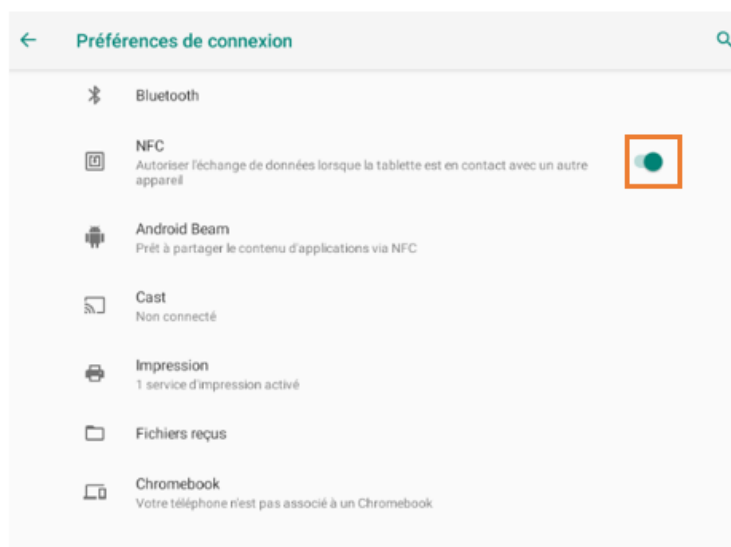 Préférences de connexion
Bluetooth
NFC
Autoriser l'échange de données lorsque la tablette est en contact avec un autre
appareil
Android Beam
Prêt à partager le contenu d'applications via NFC
Cast
Non connecté
Impression
1 service d'impression activé
Fichiers reçus
Chromebook
Votre téléphone n'est pas associé à un Chromebook